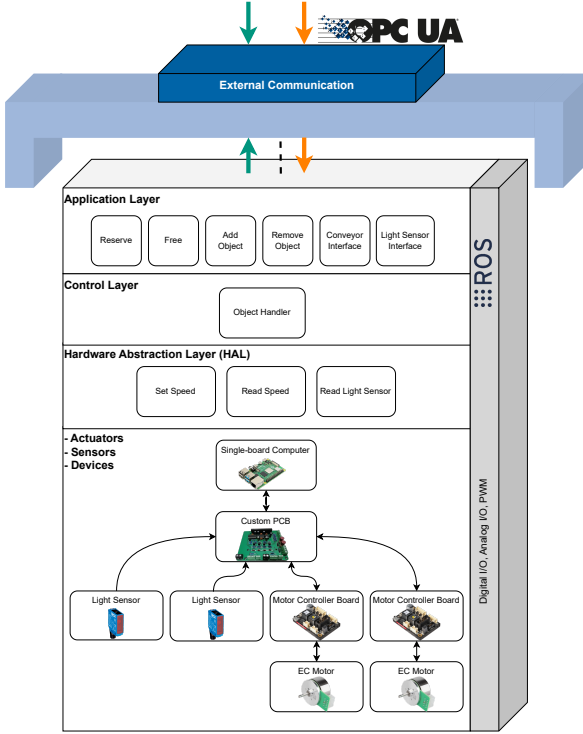 OPC UA
External Communication
Application Layer
Reserve
Free
Add
Object
Remove
Object
Conveyor
Interface
Light Sensor
Interface
ROS
Control Layer
Object Handler
Hardware Abstraction Layer (HAL)
Set Speed
Read Speed
Read Light Sensor
- Actuators
- Sensors
- Devices
Single-board Computer
Custom PCB
Digital I/O, Analog I/O, PWM
Light Sensor
Light Sensor
Motor Controller Board
Motor Controller Board
EC Motor
EC Motor